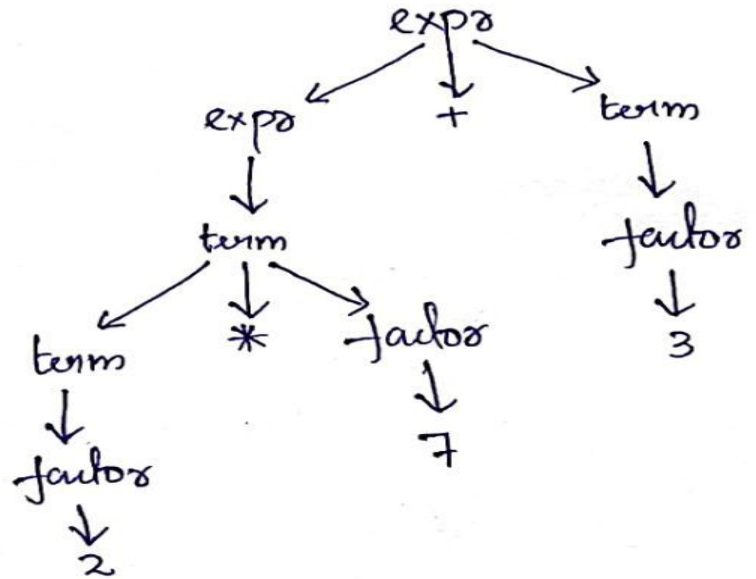 expr
expr + term
term factor
term * factor 3
factor 7
2